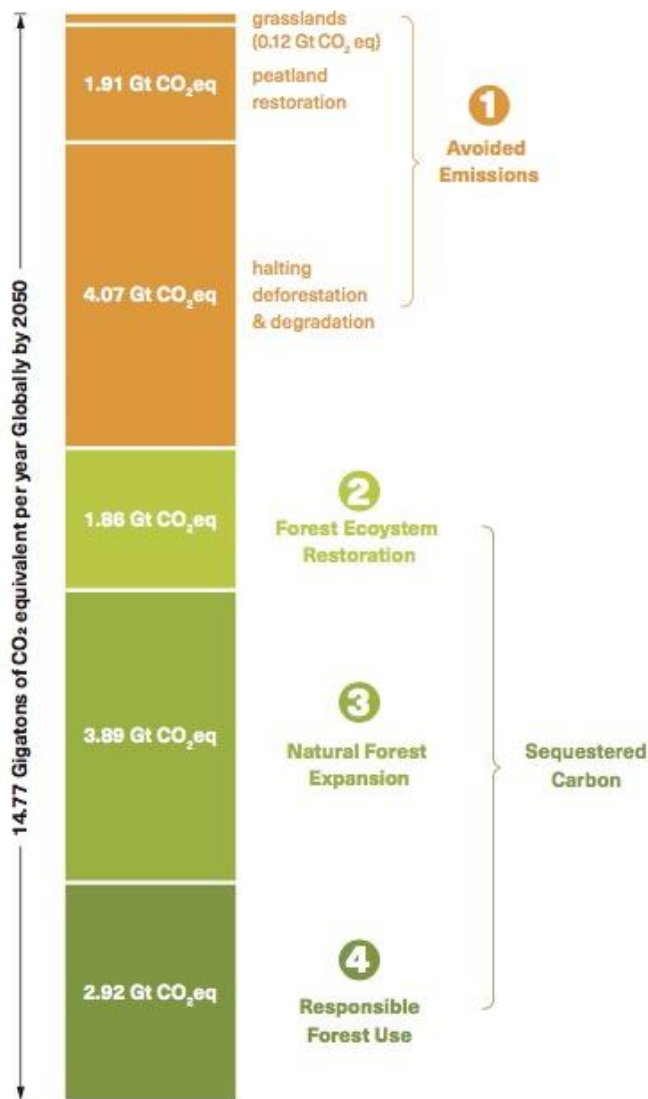 14.77 Gigatons of CO₂ equivalent per year Globally by 2050
grasslands
(0.12 Gt CO₂ eq)
1.91 Gt CO₂eq
peatland
restoration
1
Avoided
Emissions
4.07 Gt CO₂eq
halting
deforestation
& degradation
1.86 Gt CO₂eq
2
Forest Ecoystem
Restoration
3.89 Gt CO₂eq
3
Natural Forest
Expansion
Sequestered
Carbon
2.92 Gt CO₂eq
4
Responsible
Forest Use